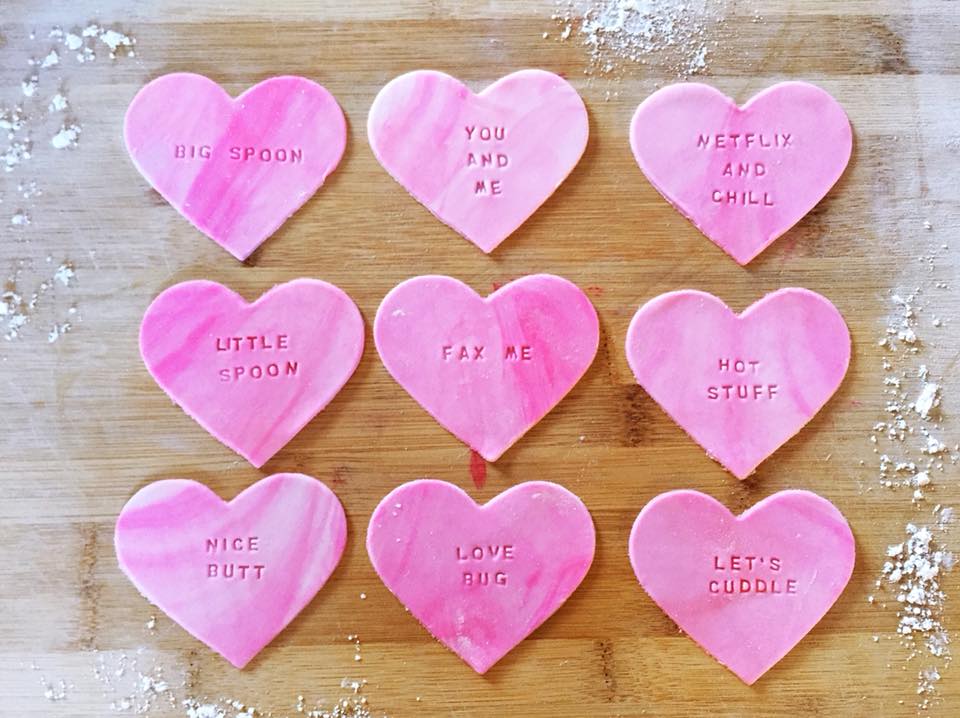 BIG SPOON
YOU
AND
ME
NETFLIX
AND
CHILL
LITTLE
SPOON
FAX ME
HOT
STUFF
NICE
BUTT
LOVE
BUG
LET'S
CUDDLE